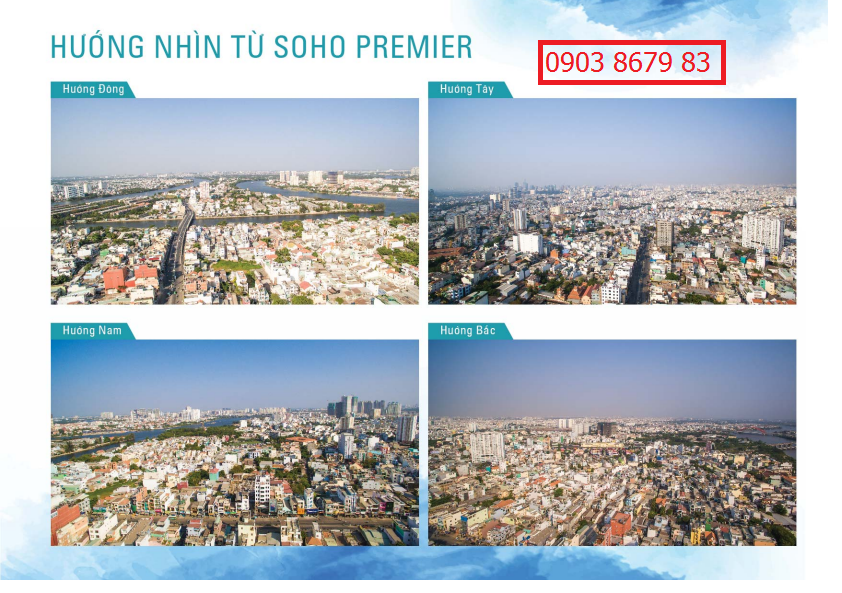 HƯỚNG NHÌN TỪ SOHO PREMIER
0903 8679 83
Hướng Đông
Hướng Tây
Hướng Nam
Hướng Bắc